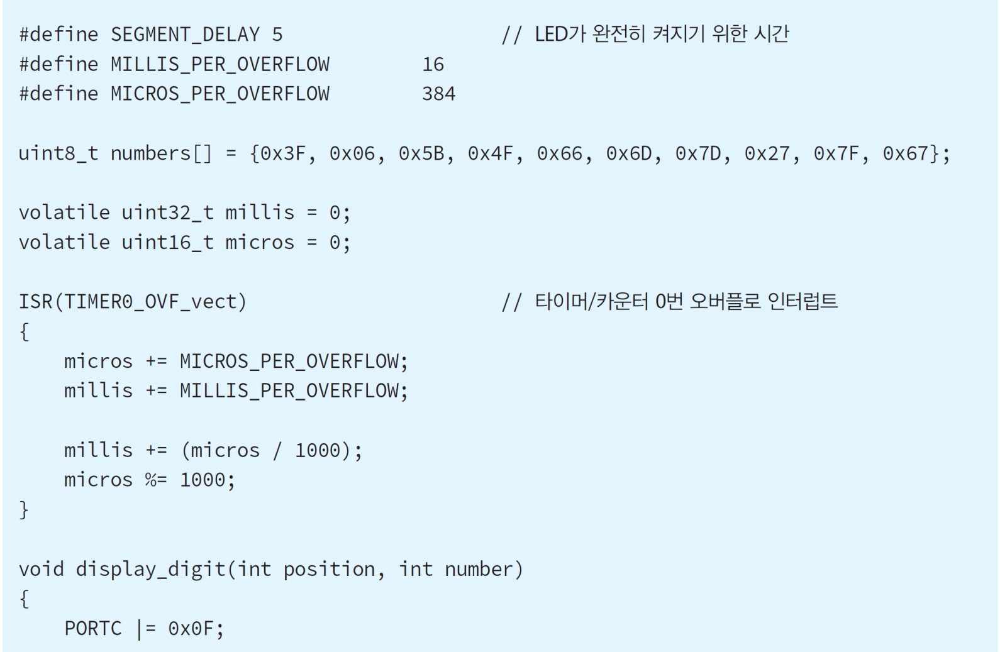 #define SEGMENT_DELAY 5 // LED가 완전히 켜지기 위한 시간
#define MILLIS_PER_OVERFLOW 16
#define MICROS_PER_OVERFLOW 384
uint8_t numbers[] = {0x3F, 0x06, 0x5B, 0x4F, 0x66, 0x6D, 0x7D, 0x27, 0x7F, 0x67};
volatile uint32_t millis = 0;
volatile uint16_t micros = 0;
ISR(TIMER0_OVF_vect) // 타이머/카운터 0번 오버플로 인터럽트
{
micros += MICROS_PER_OVERFLOW;
millis += MILLIS_PER_OVERFLOW;
millis += (micros / 1000);
micros %= 1000;
}
void display_digit(int position, int number)
{
PORTC |= 0x0F;